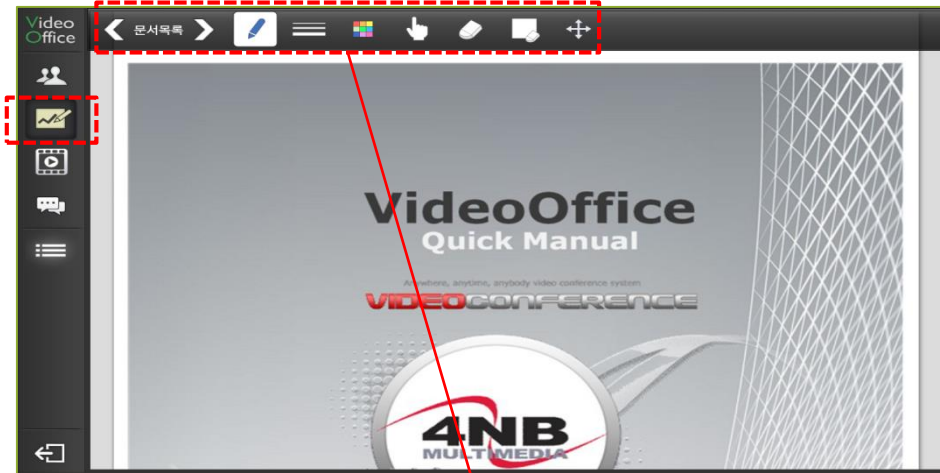 Video
Office
문서목록
VideoOffice
Quick Manual
Anywhere, anytime, anybody video conference system
VIDEOCONFERENCE
4NB
MULTIMEDIA